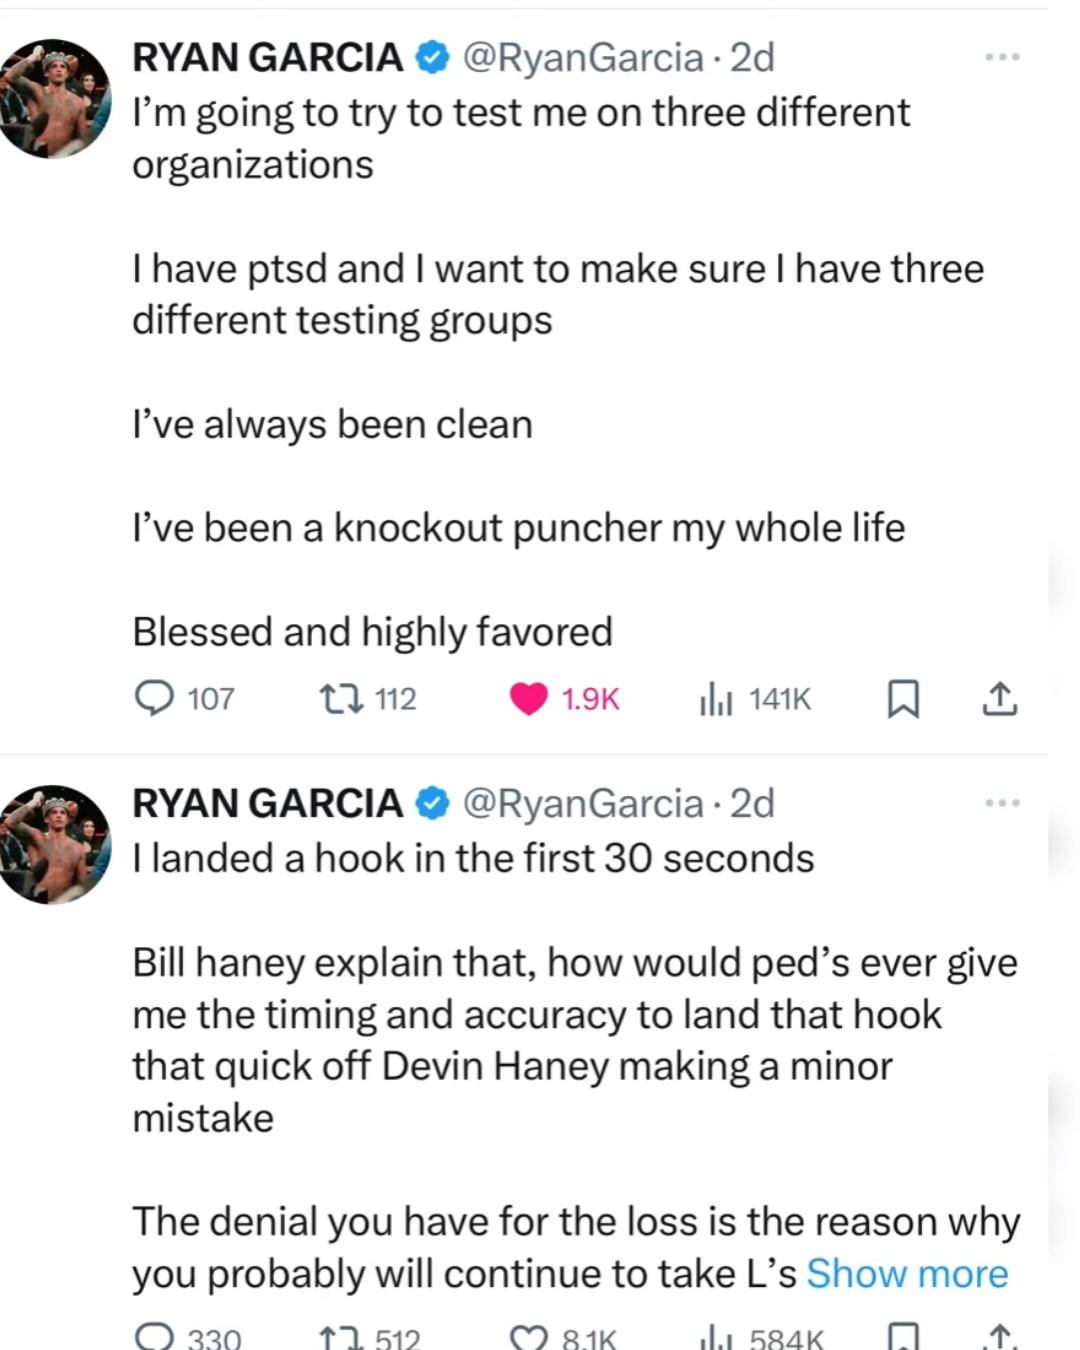 RYAN GARCIA @RyanGarcia · 2d
I'm going to try to test me on three different
organizations
I have ptsd and I want to make sure I have three
different testing groups
I've always been clean
I've been a knockout puncher my whole life
Blessed and highly favored
107 112 1.9K 141K
RYAN GARCIA @RyanGarcia · 2d
I landed a hook in the first 30 seconds
Bill haney explain that, how would ped's ever give
me the timing and accuracy to land that hook
that quick off Devin Haney making a minor
mistake
The denial you have for the loss is the reason why
you probably will continue to take L's Show more
330 512 8.1K 584K